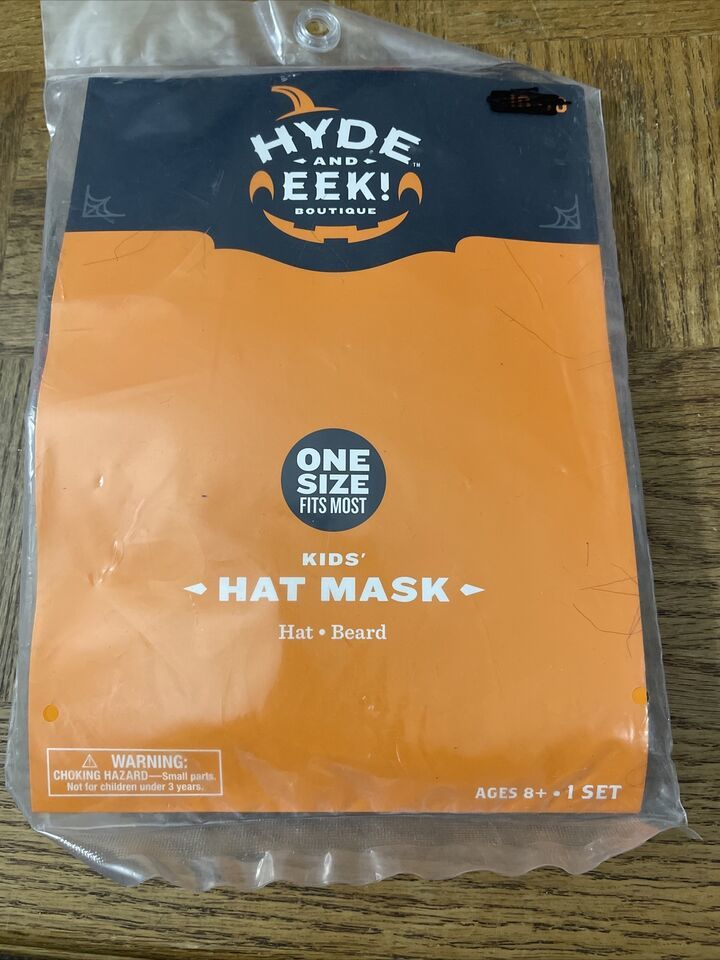 HYDE
AND
EEK!
BOUTIQUE
™
ONE
SIZE
FITS MOST
KIDS'
HAT MASK
Hat • Beard
⚠ WARNING:
CHOKING HAZARD—Small parts.
Not for children under 3 years.
AGES 8+ • 1 SET